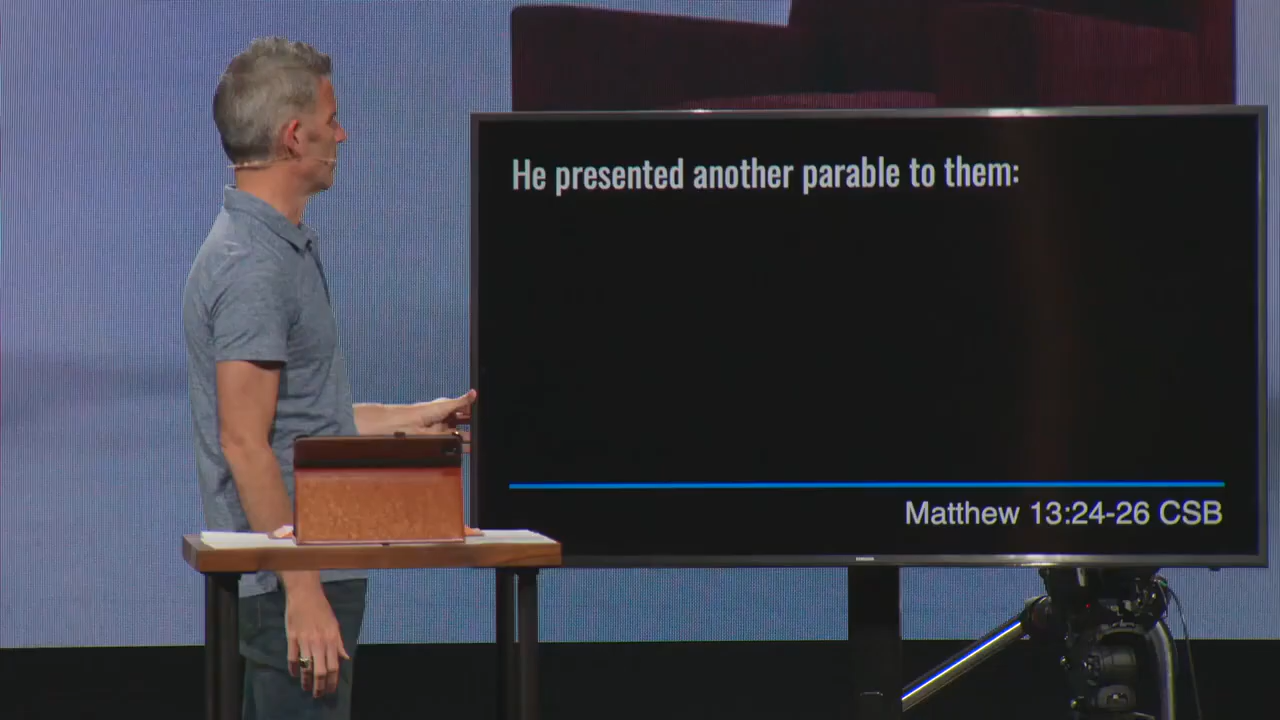 He presented another parable to them:
Matthew 13:24-26 CSB